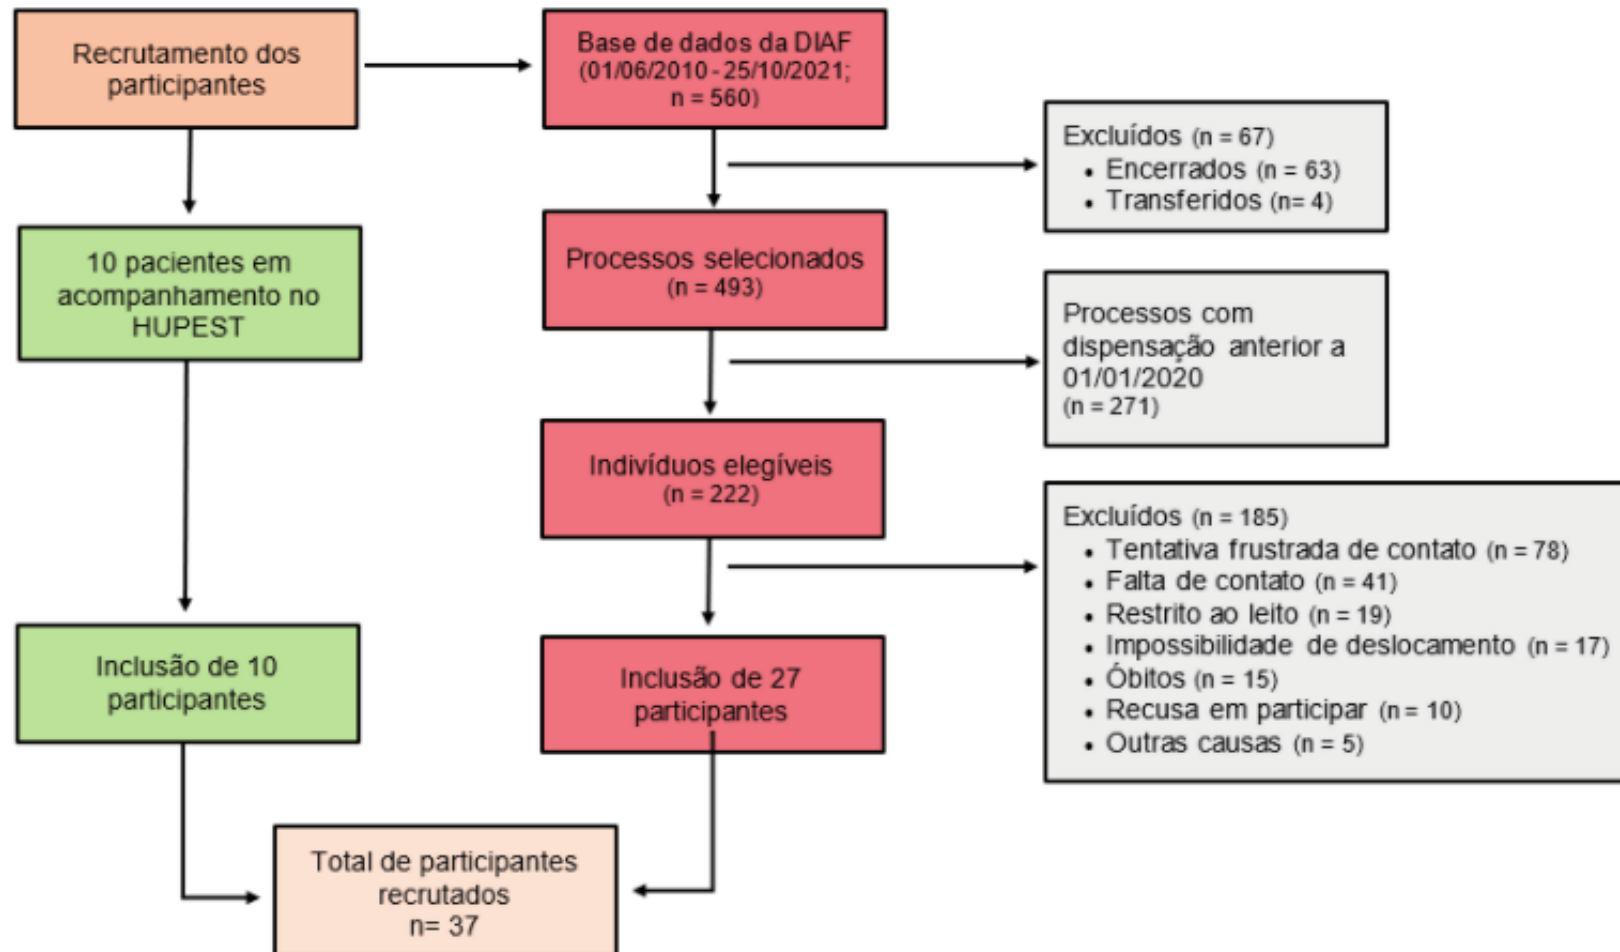 Recrutamento dos
participantes
Base de dados da DIAF
(01/06/2010 - 25/10/2021;
n = 560)
Excluídos (n = 67)
• Encerrados (n = 63)
• Transferidos (n= 4)
10 pacientes em
acompanhamento no
HUPEST
Processos selecionados
(n = 493)
Processos com
dispensação anterior a
01/01/2020
(n = 271)
Indivíduos elegíveis
(n = 222)
Excluídos (n = 185)
• Tentativa frustrada de contato (n = 78)
• Falta de contato (n = 41)
• Restrito ao leito (n = 19)
• Impossibilidade de deslocamento (n = 17)
• Óbitos (n = 15)
• Recusa em participar (n = 10)
• Outras causas (n = 5)
Inclusão de 10
participantes
Inclusão de 27
participantes
Total de participantes
recrutados
n= 37